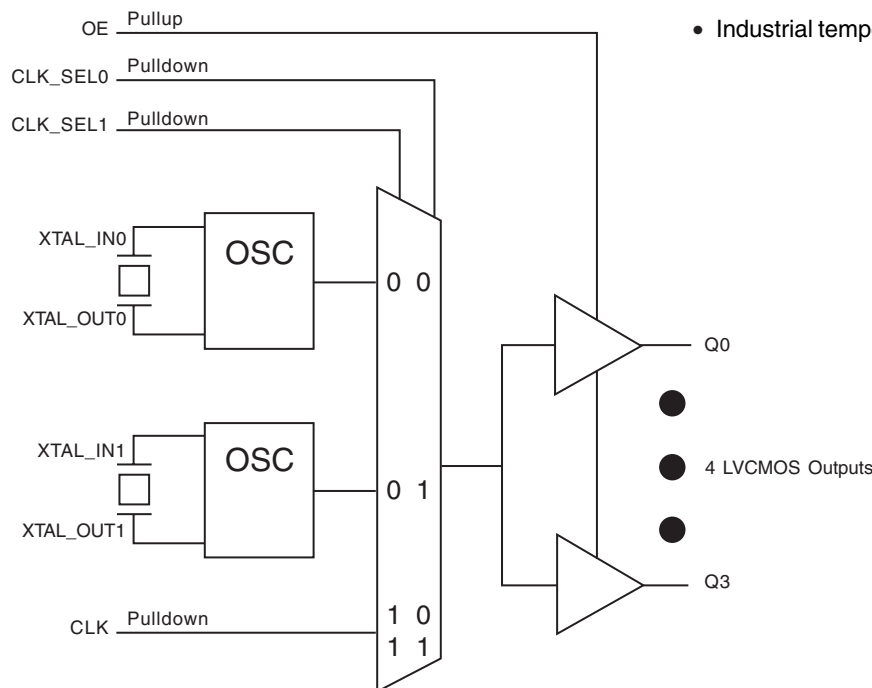 OE Pullup
• Industrial temp
CLK_SEL0 Pulldown
CLK_SEL1 Pulldown
XTAL_IN0
OSC
0 0
XTAL_OUT0
Q0
XTAL_IN1
OSC
0 1
4 LVCMOS Outputs
XTAL_OUT1
Q3
CLK Pulldown
1 0
1 1